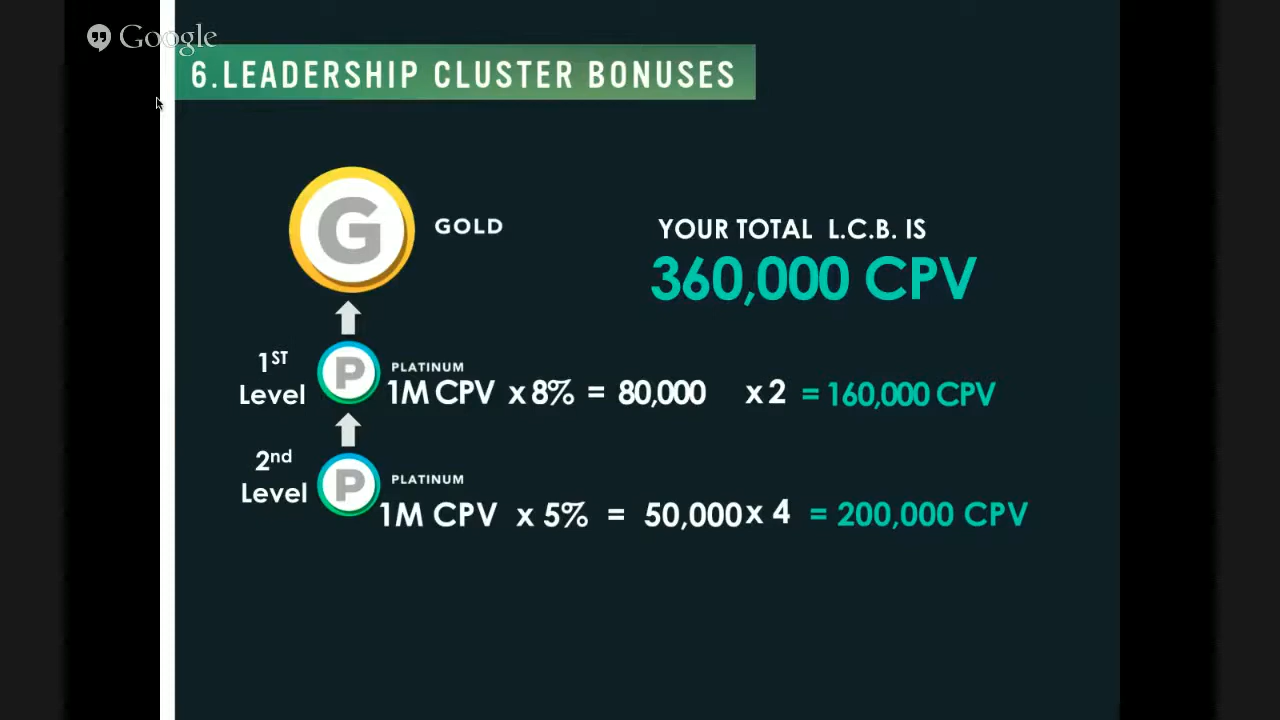 Google
6.LEADERSHIP CLUSTER BONUSES
G
GOLD
YOUR TOTAL L.C.B. IS
360,000 CPV
1ST
Level
P
PLATINUM
1M CPV x 8% = 80,000 x 2 = 160,000 CPV
2nd
Level
P
PLATINUM
1M CPV x 5% = 50,000 x 4 = 200,000 CPV